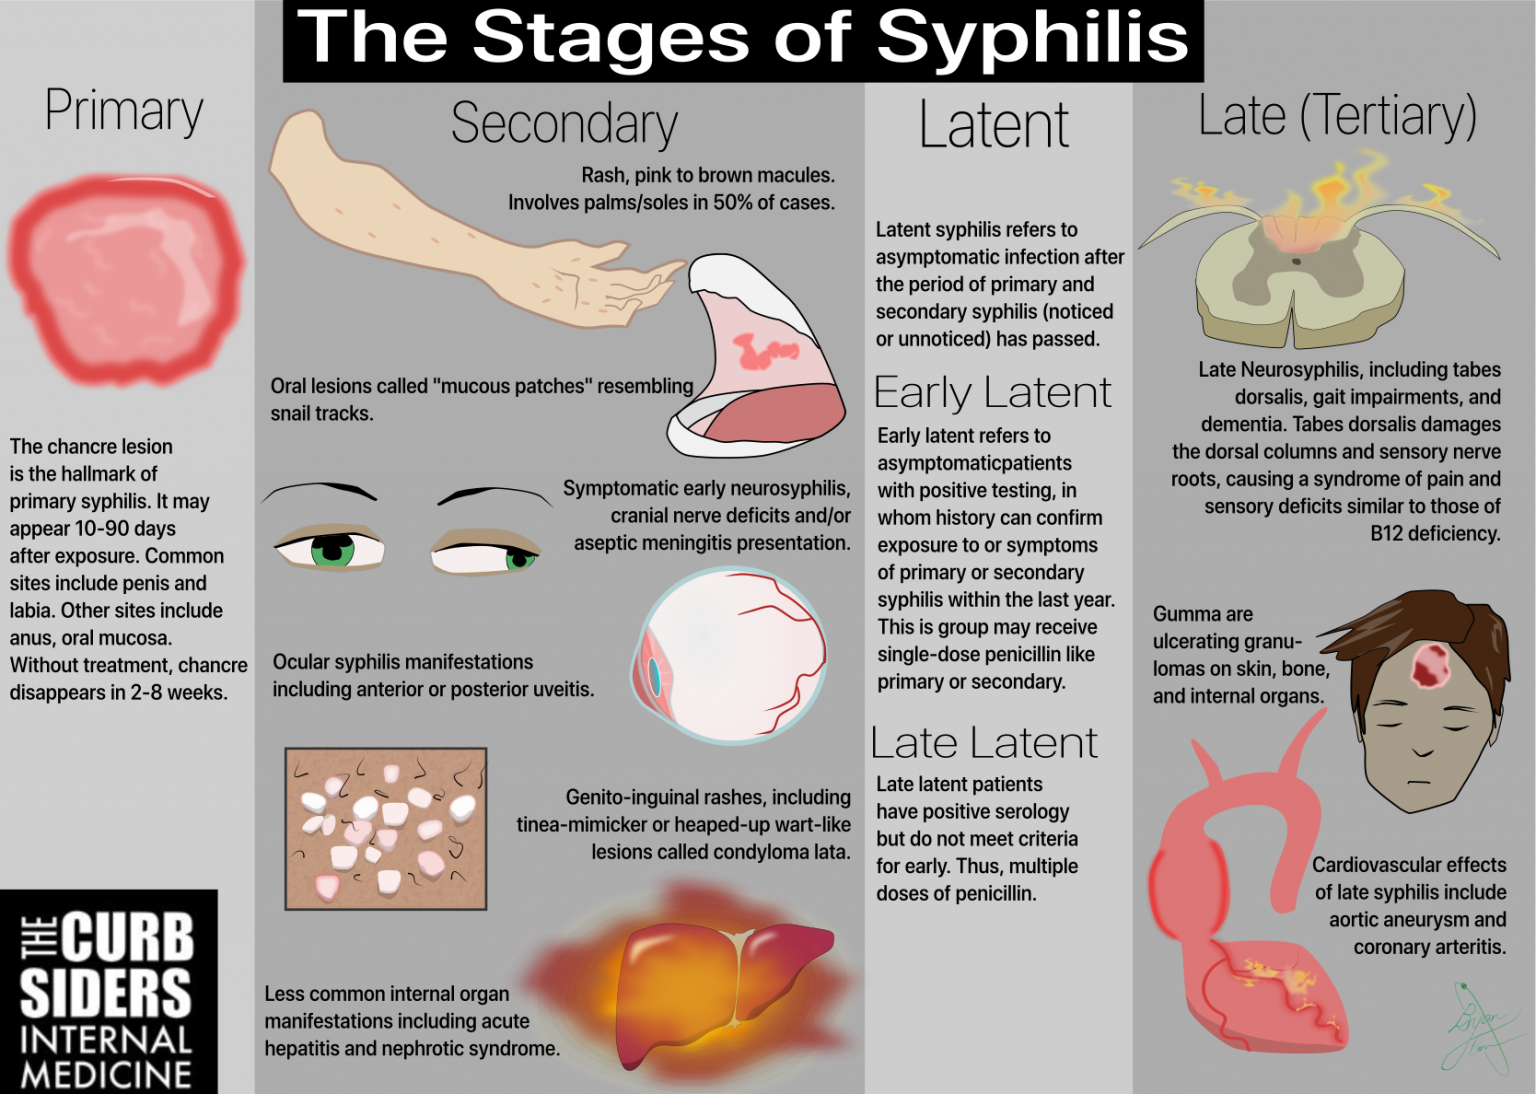 The Stages of Syphilis
Primary
The chancre lesion
is the hallmark of
primary syphilis. It may
appear 10-90 days
after exposure. Common
sites include penis and
labia. Other sites include
anus, oral mucosa.
Without treatment, chancre
disappears in 2-8 weeks.
THE CURB
SIDERS
INTERNAL
MEDICINE
Secondary
Rash, pink to brown macules.
Involves palms/soles in 50% of cases.
Oral lesions called "mucous patches" resembling
snail tracks.
Symptomatic early neurosyphilis,
cranial nerve deficits and/or
aseptic meningitis presentation.
Ocular syphilis manifestations
including anterior or posterior uveitis.
Genito-inguinal rashes, including
tinea-mimicker or heaped-up wart-like
lesions called condyloma lata.
Less common internal organ
manifestations including acute
hepatitis and nephrotic syndrome.
Latent
Latent syphilis refers to
asymptomatic infection after
the period of primary and
secondary syphilis (noticed
or unnoticed) has passed.
Early Latent
Early latent refers to
asymptomaticpatients
with positive testing, in
whom history can confirm
exposure to or symptoms
of primary or secondary
syphilis within the last year.
This is group may receive
single-dose penicillin like
primary or secondary.
Late Latent
Late latent patients
have positive serology
but do not meet criteria
for early. Thus, multiple
doses of penicillin.
Late (Tertiary)
Late Neurosyphilis, including tabes
dorsalis, gait impairments, and
dementia. Tabes dorsalis damages
the dorsal columns and sensory nerve
roots, causing a syndrome of pain and
sensory deficits similar to those of
B12 deficiency.
Gumma are
ulcerating granu-
lomas on skin, bone,
and internal organs.
Cardiovascular effects
of late syphilis include
aortic aneurysm and
coronary arteritis.